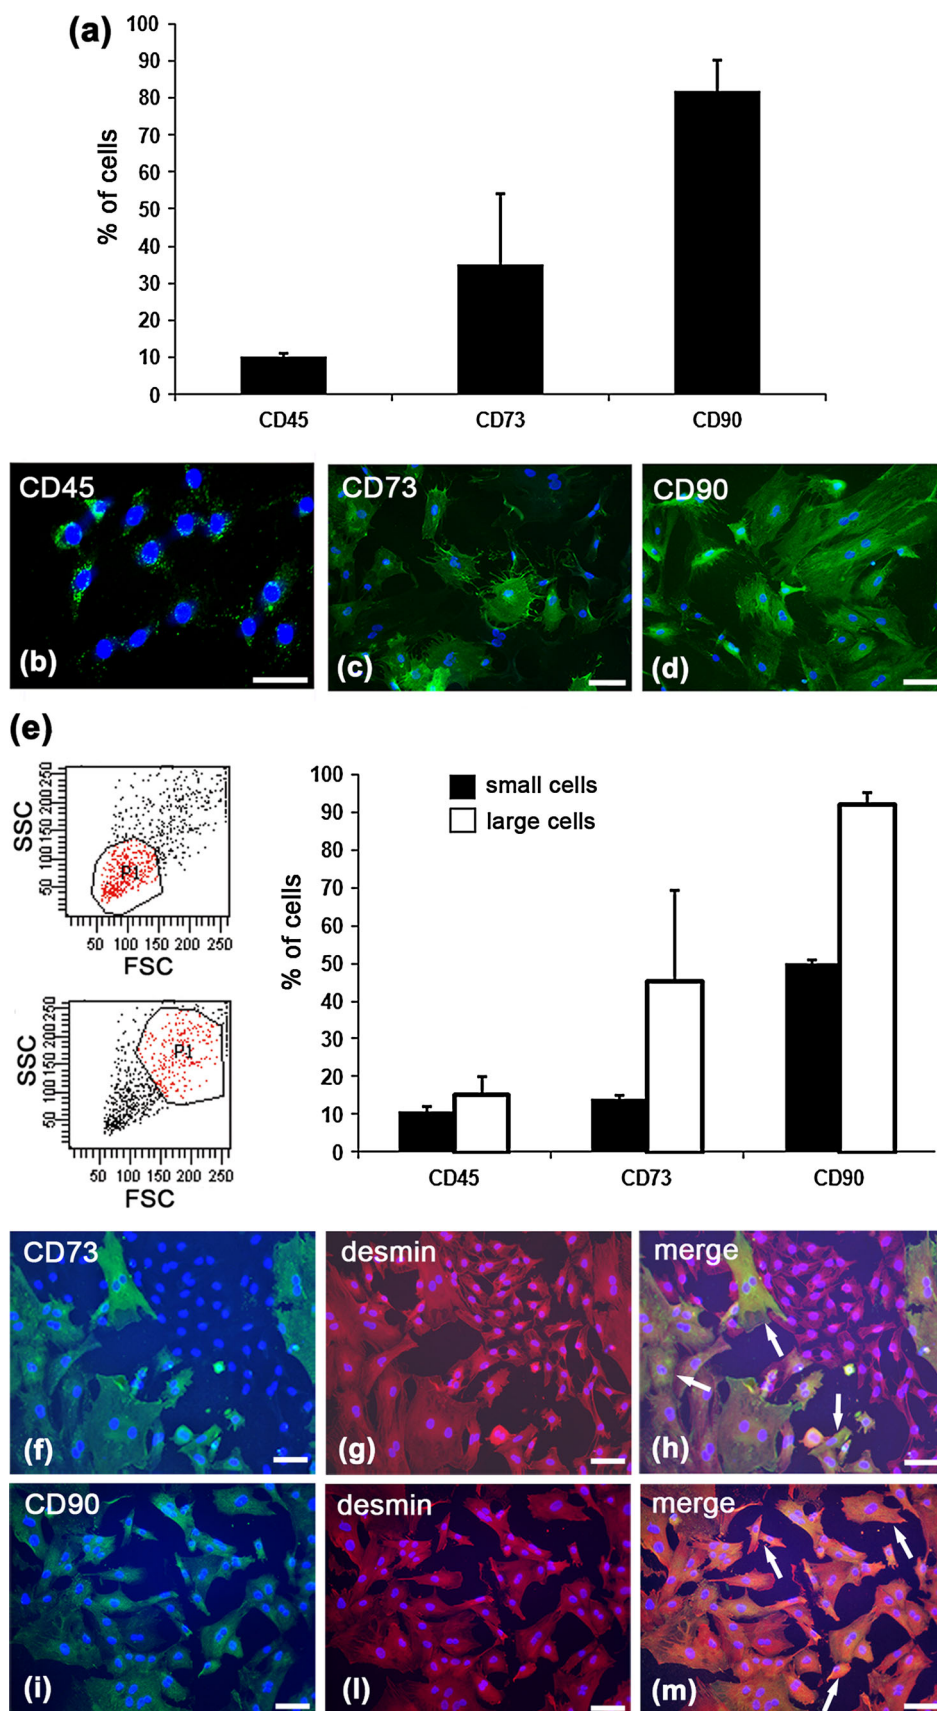 (a)
100
90
80
70
60
50
40
30
20
10
0
% of cells
CD45 CD73 CD90
CD45
(b)
CD73
(c)
CD90
(d)
(e)
250
200
150
100
50
SSC
P1
50 100 150 200 250
FSC
250
200
150
100
50
SSC
P1
50 100 150 200 250
FSC
100
90
80
70
60
50
40
30
20
10
0
% of cells
small cells
large cells
CD45 CD73 CD90
CD73
(f)
desmin
(g)
merge
(h)
CD90
(i)
desmin
(l)
merge
(m)